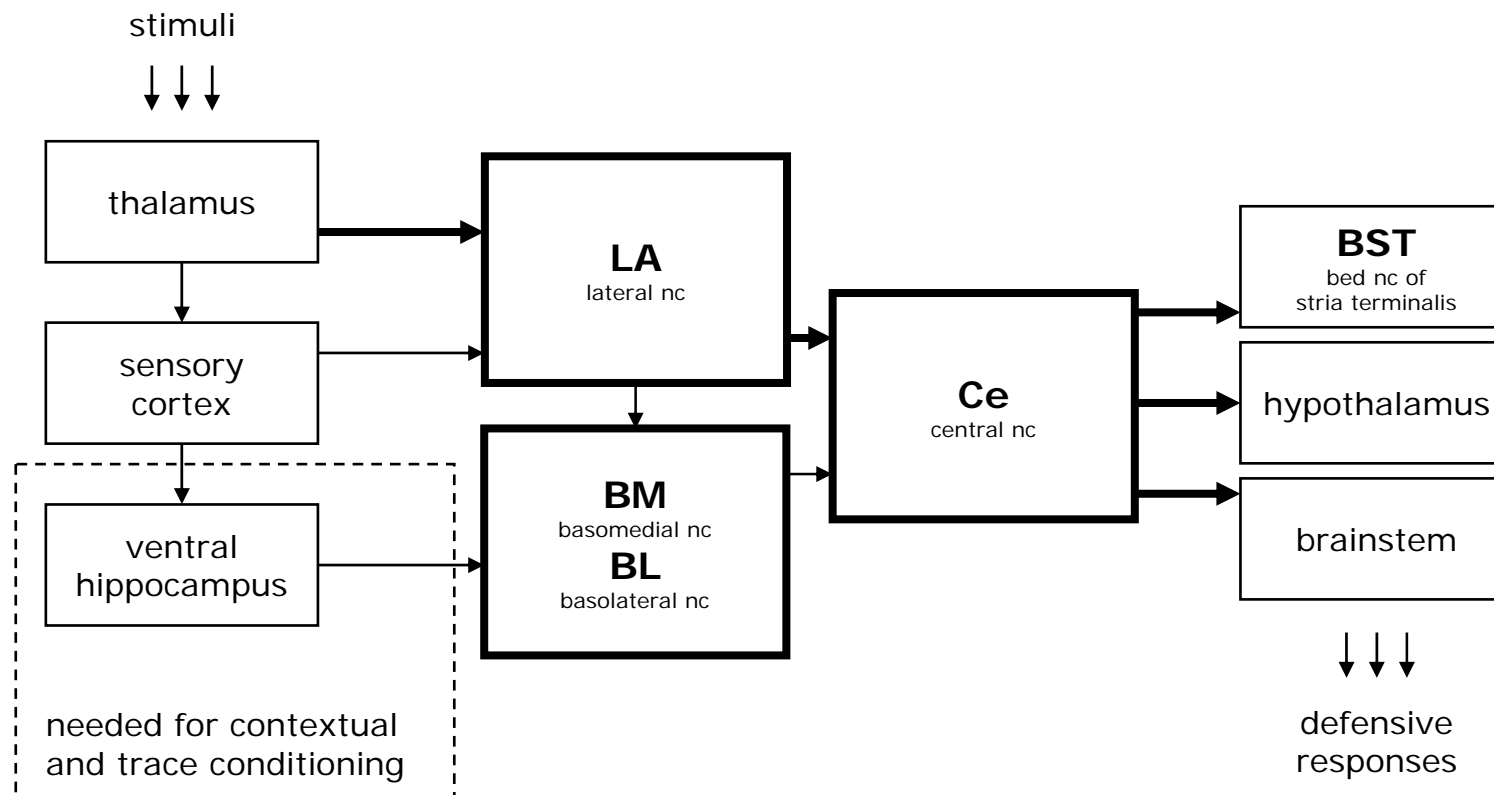 stimuli
thalamus
sensory
cortex
ventral
hippocampus
needed for contextual
and trace conditioning
LA
lateral nc
BM
basomedial nc
BL
basolateral nc
Ce
central nc
BST
bed nc of
stria terminalis
hypothalamus
brainstem
defensive
responses